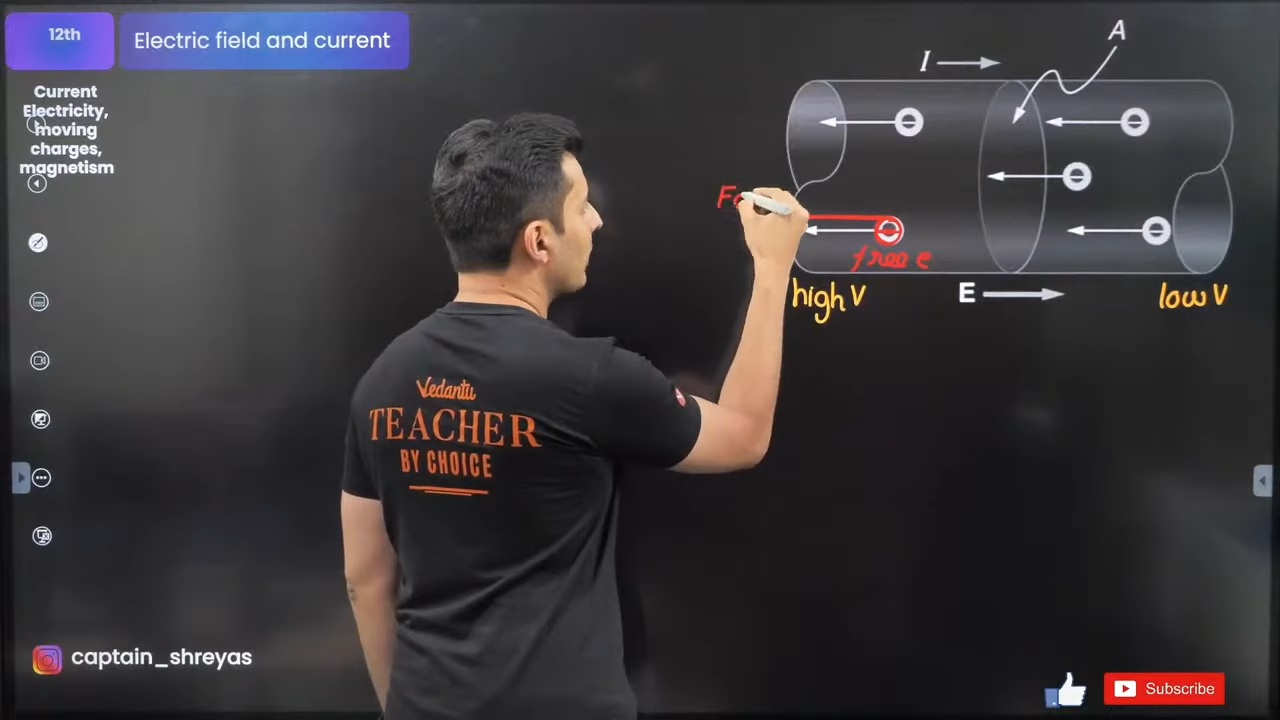 12th
Electric field and current
Current
Electricity,
moving
charges,
magnetism
I
A
free e
high V
E
low V
Vedantu
TEACHER
BY CHOICE
captain_shreyas
Subscribe